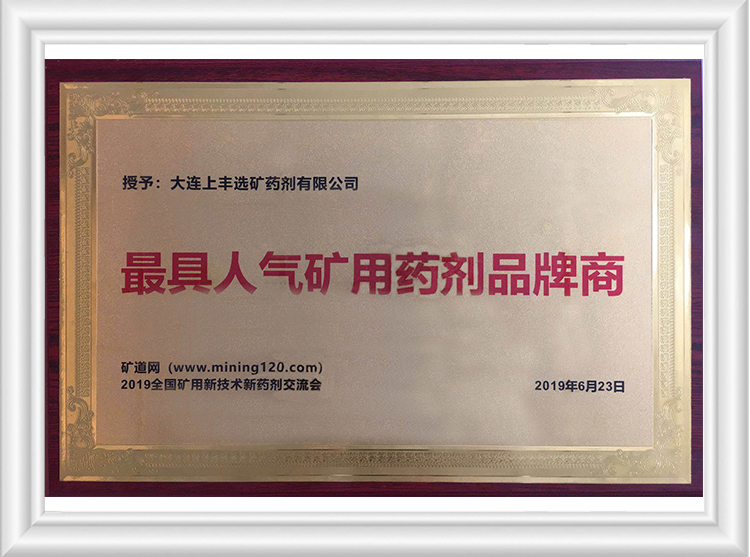 授予：大连上丰选矿药剂有限公司
最具人气矿用药剂品牌商
矿道网（www.mining120.com）
2019全国矿用新技术新药剂交流会
2019年6月23日